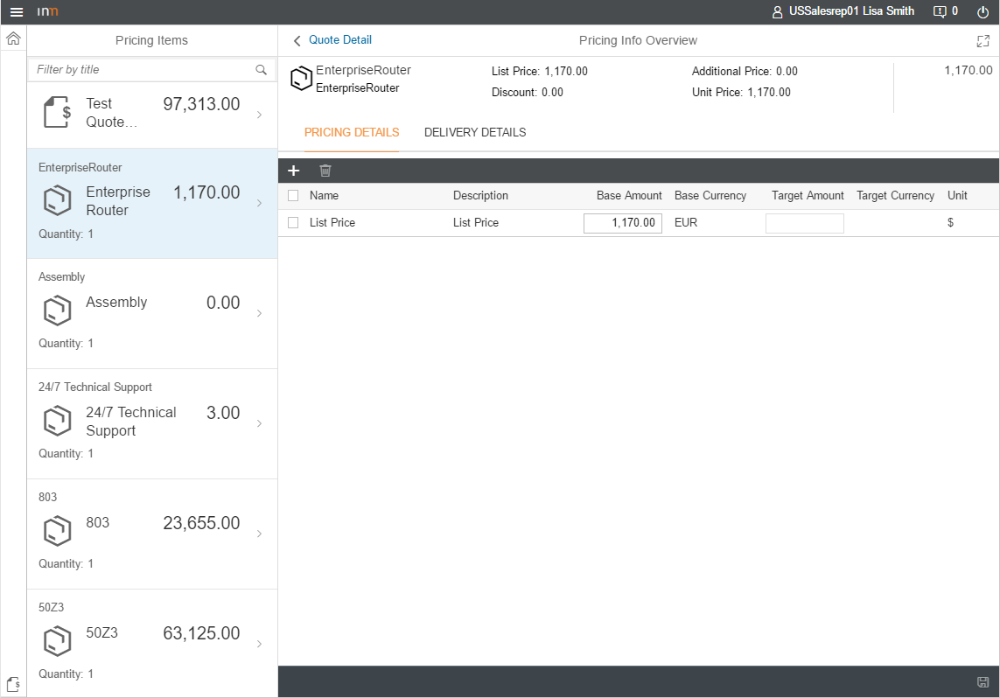 inm
USSalesrep01 Lisa Smith
0
Pricing Items
Filter by title
Test
Quote…
97,313.00
$
EnterpriseRouter
Enterprise
Router
1,170.00
Quantity: 1
Assembly
Assembly
0.00
Quantity: 1
24/7 Technical Support
24/7 Technical
Support
3.00
Quantity: 1
803
803
23,655.00
Quantity: 1
50Z3
50Z3
63,125.00
Quantity: 1
$
Quote Detail
Pricing Info Overview
EnterpriseRouter
EnterpriseRouter
List Price: 1,170.00
Discount: 0.00
Additional Price: 0.00
Unit Price: 1,170.00
1,170.00
PRICING DETAILS
DELIVERY DETAILS
Name Description Base Amount Base Currency Target Amount Target Currency Unit
List Price List Price 1,170.00 EUR $